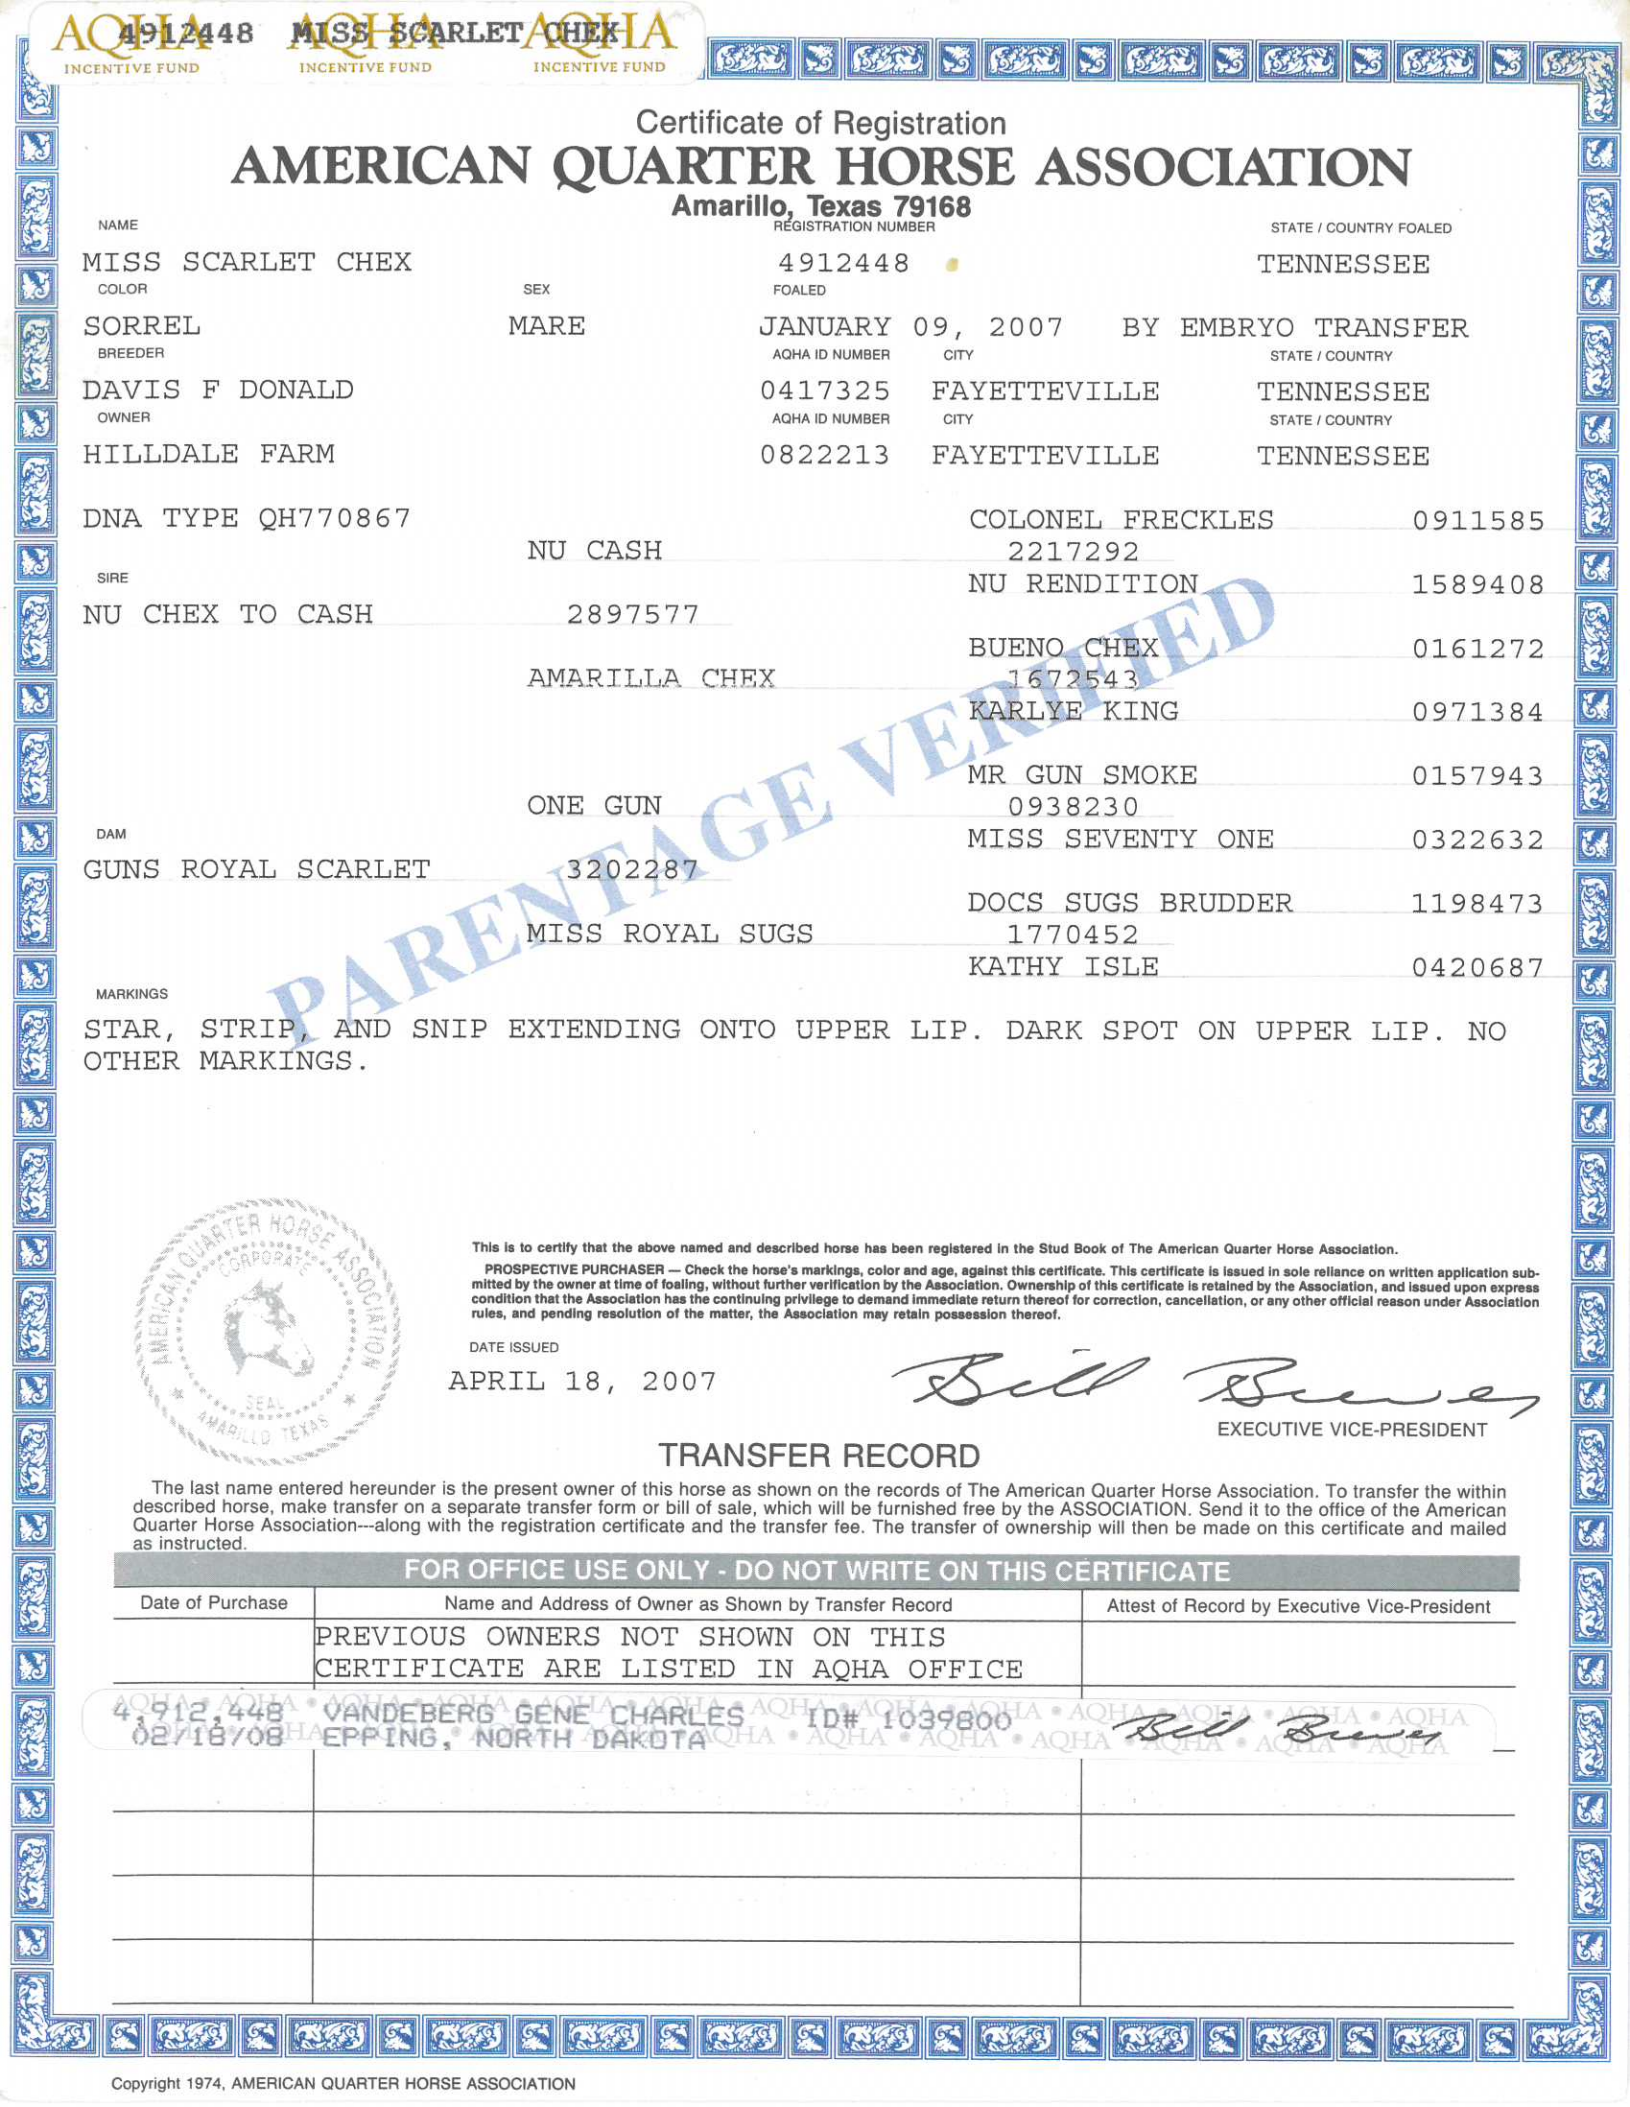 AQHA AQHA AQHA
4912448 MISS SCARLET CHEX
INCENTIVE FUND INCENTIVE FUND INCENTIVE FUND
Certificate of Registration
AMERICAN QUARTER HORSE ASSOCIATION
Amarillo, Texas 79168
NAME REGISTRATION NUMBER STATE / COUNTRY FOALED
MISS SCARLET CHEX 4912448 TENNESSEE
COLOR SEX FOALED
SORREL MARE JANUARY 09, 2007 BY EMBRYO TRANSFER
BREEDER AQHA ID NUMBER CITY STATE / COUNTRY
DAVIS F DONALD 0417325 FAYETTEVILLE TENNESSEE
OWNER AQHA ID NUMBER CITY STATE / COUNTRY
HILLDALE FARM 0822213 FAYETTEVILLE TENNESSEE
DNA TYPE QH770867 COLONEL FRECKLES 0911585
NU CASH 2217292
SIRE NU RENDITION 1589408
NU CHEX TO CASH 2897577
BUENO CHEX 0161272
AMARILLA CHEX 1672543
KARLYE KING 0971384
MR GUN SMOKE 0157943
ONE GUN 0938230
DAM MISS SEVENTY ONE 0322632
GUNS ROYAL SCARLET 3202287
DOCS SUGS BRUDDER 1198473
MISS ROYAL SUGS 1770452
KATHY ISLE 0420687
PARENTAGE VERIFIED
MARKINGS
STAR, STRIP, AND SNIP EXTENDING ONTO UPPER LIP. DARK SPOT ON UPPER LIP. NO
OTHER MARKINGS.
AMERICAN QUARTER HORSE ASSOCIATION
CORPORATE
SEAL
AMARILLO TEXAS
This is to certify that the above named and described horse has been registered in the Stud Book of The American Quarter Horse Association.
PROSPECTIVE PURCHASER — Check the horse's markings, color and age, against this certificate. This certificate is issued in sole reliance on written application sub-
mitted by the owner at time of foaling, without further verification by the Association. Ownership of this certificate is retained by the Association, and issued upon express
condition that the Association has the continuing privilege to demand immediate return thereof for correction, cancellation, or any other official reason under Association
rules, and pending resolution of the matter, the Association may retain possession thereof.
DATE ISSUED
APRIL 18, 2007 Bill Brewer
EXECUTIVE VICE-PRESIDENT
TRANSFER RECORD
The last name entered hereunder is the present owner of this horse as shown on the records of The American Quarter Horse Association. To transfer the within
described horse, make transfer on a separate transfer form or bill of sale, which will be furnished free by the ASSOCIATION. Send it to the office of the American
Quarter Horse Association---along with the registration certificate and the transfer fee. The transfer of ownership will then be made on this certificate and mailed
as instructed.
FOR OFFICE USE ONLY - DO NOT WRITE ON THIS CERTIFICATE
Date of Purchase Name and Address of Owner as Shown by Transfer Record Attest of Record by Executive Vice-President
PREVIOUS OWNERS NOT SHOWN ON THIS
CERTIFICATE ARE LISTED IN AQHA OFFICE
4,912,448 VANDEBERG GENE CHARLES ID# 1039800 Bill Brewer
02/18/08 EPPING, NORTH DAKOTA
Copyright 1974, AMERICAN QUARTER HORSE ASSOCIATION